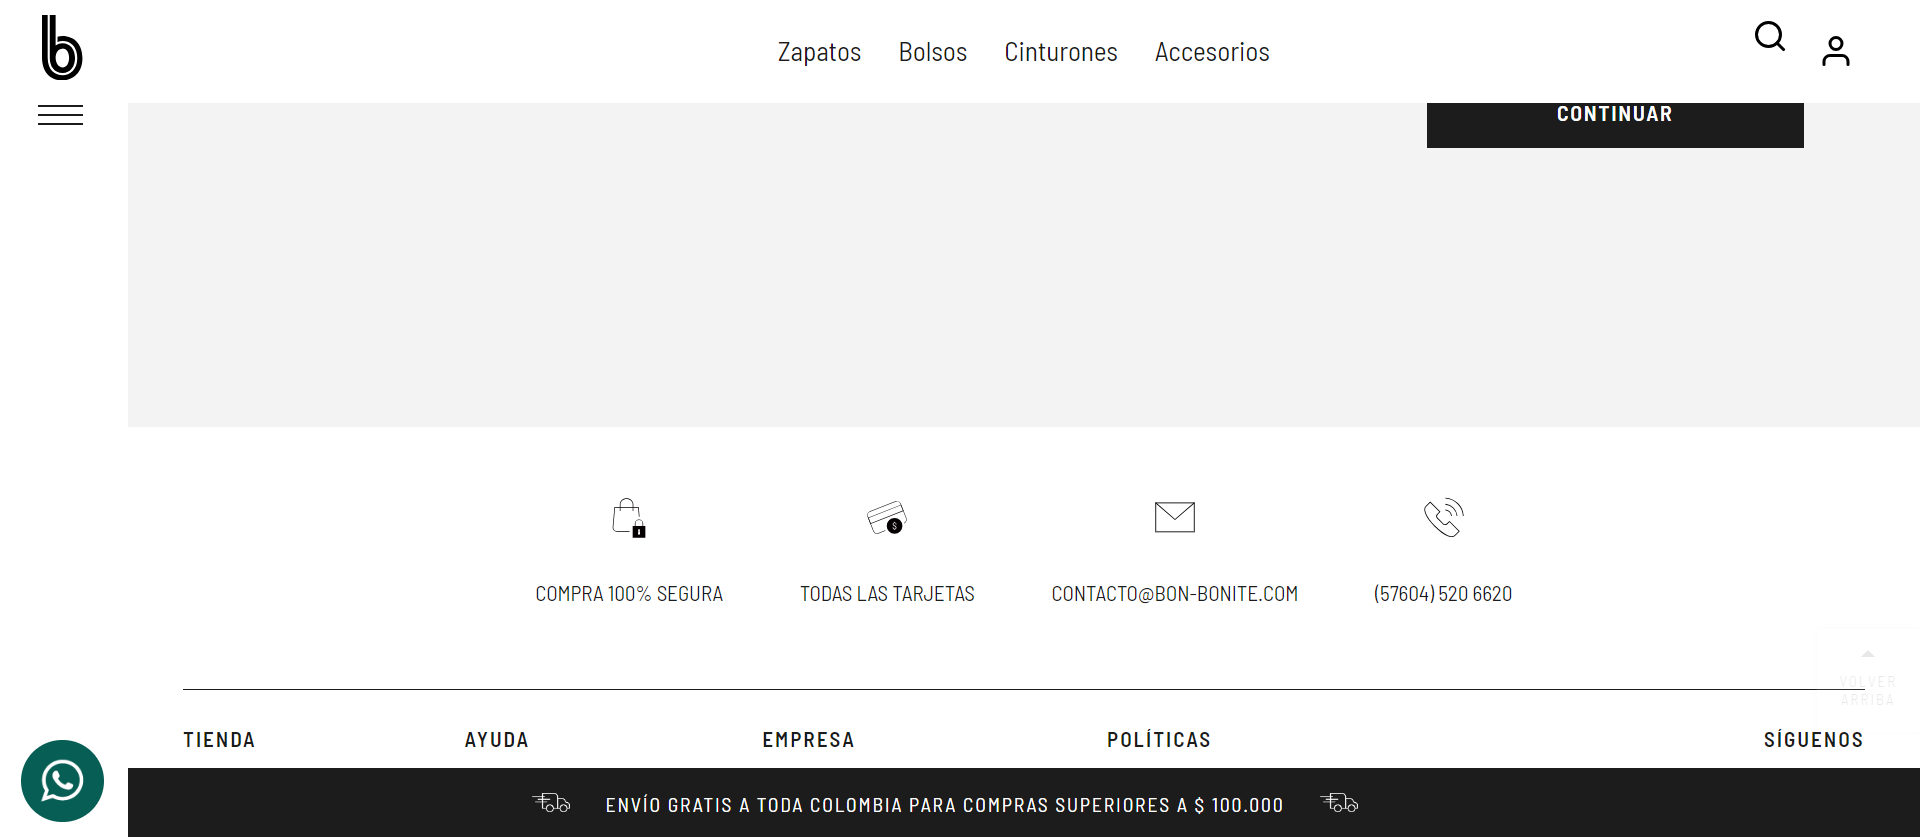 b
Zapatos Bolsos Cinturones Accesorios
CONTINUAR
COMPRA 100% SEGURA TODAS LAS TARJETAS CONTACTO@BON-BONITE.COM (57604) 520 6620
VOLVER
ARRIBA
TIENDA AYUDA EMPRESA POLÍTICAS SÍGUENOS
ENVÍO GRATIS A TODA COLOMBIA PARA COMPRAS SUPERIORES A $ 100.000